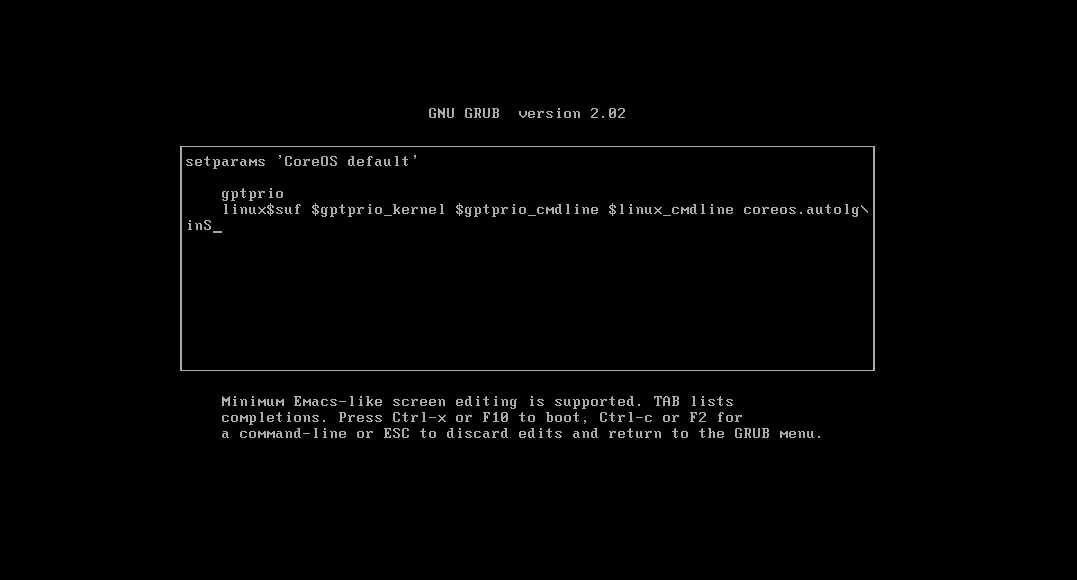 GNU GRUB  version 2.02
setparams 'CoreOS default'
gptprio
linux$suf $gptprio_kernel $gptprio_cmdline $linux_cmdline coreos.autolg\
inS_
Minimum Emacs-like screen editing is supported. TAB lists
completions. Press Ctrl-x or F10 to boot, Ctrl-c or F2 for
a command-line or ESC to discard edits and return to the GRUB menu.